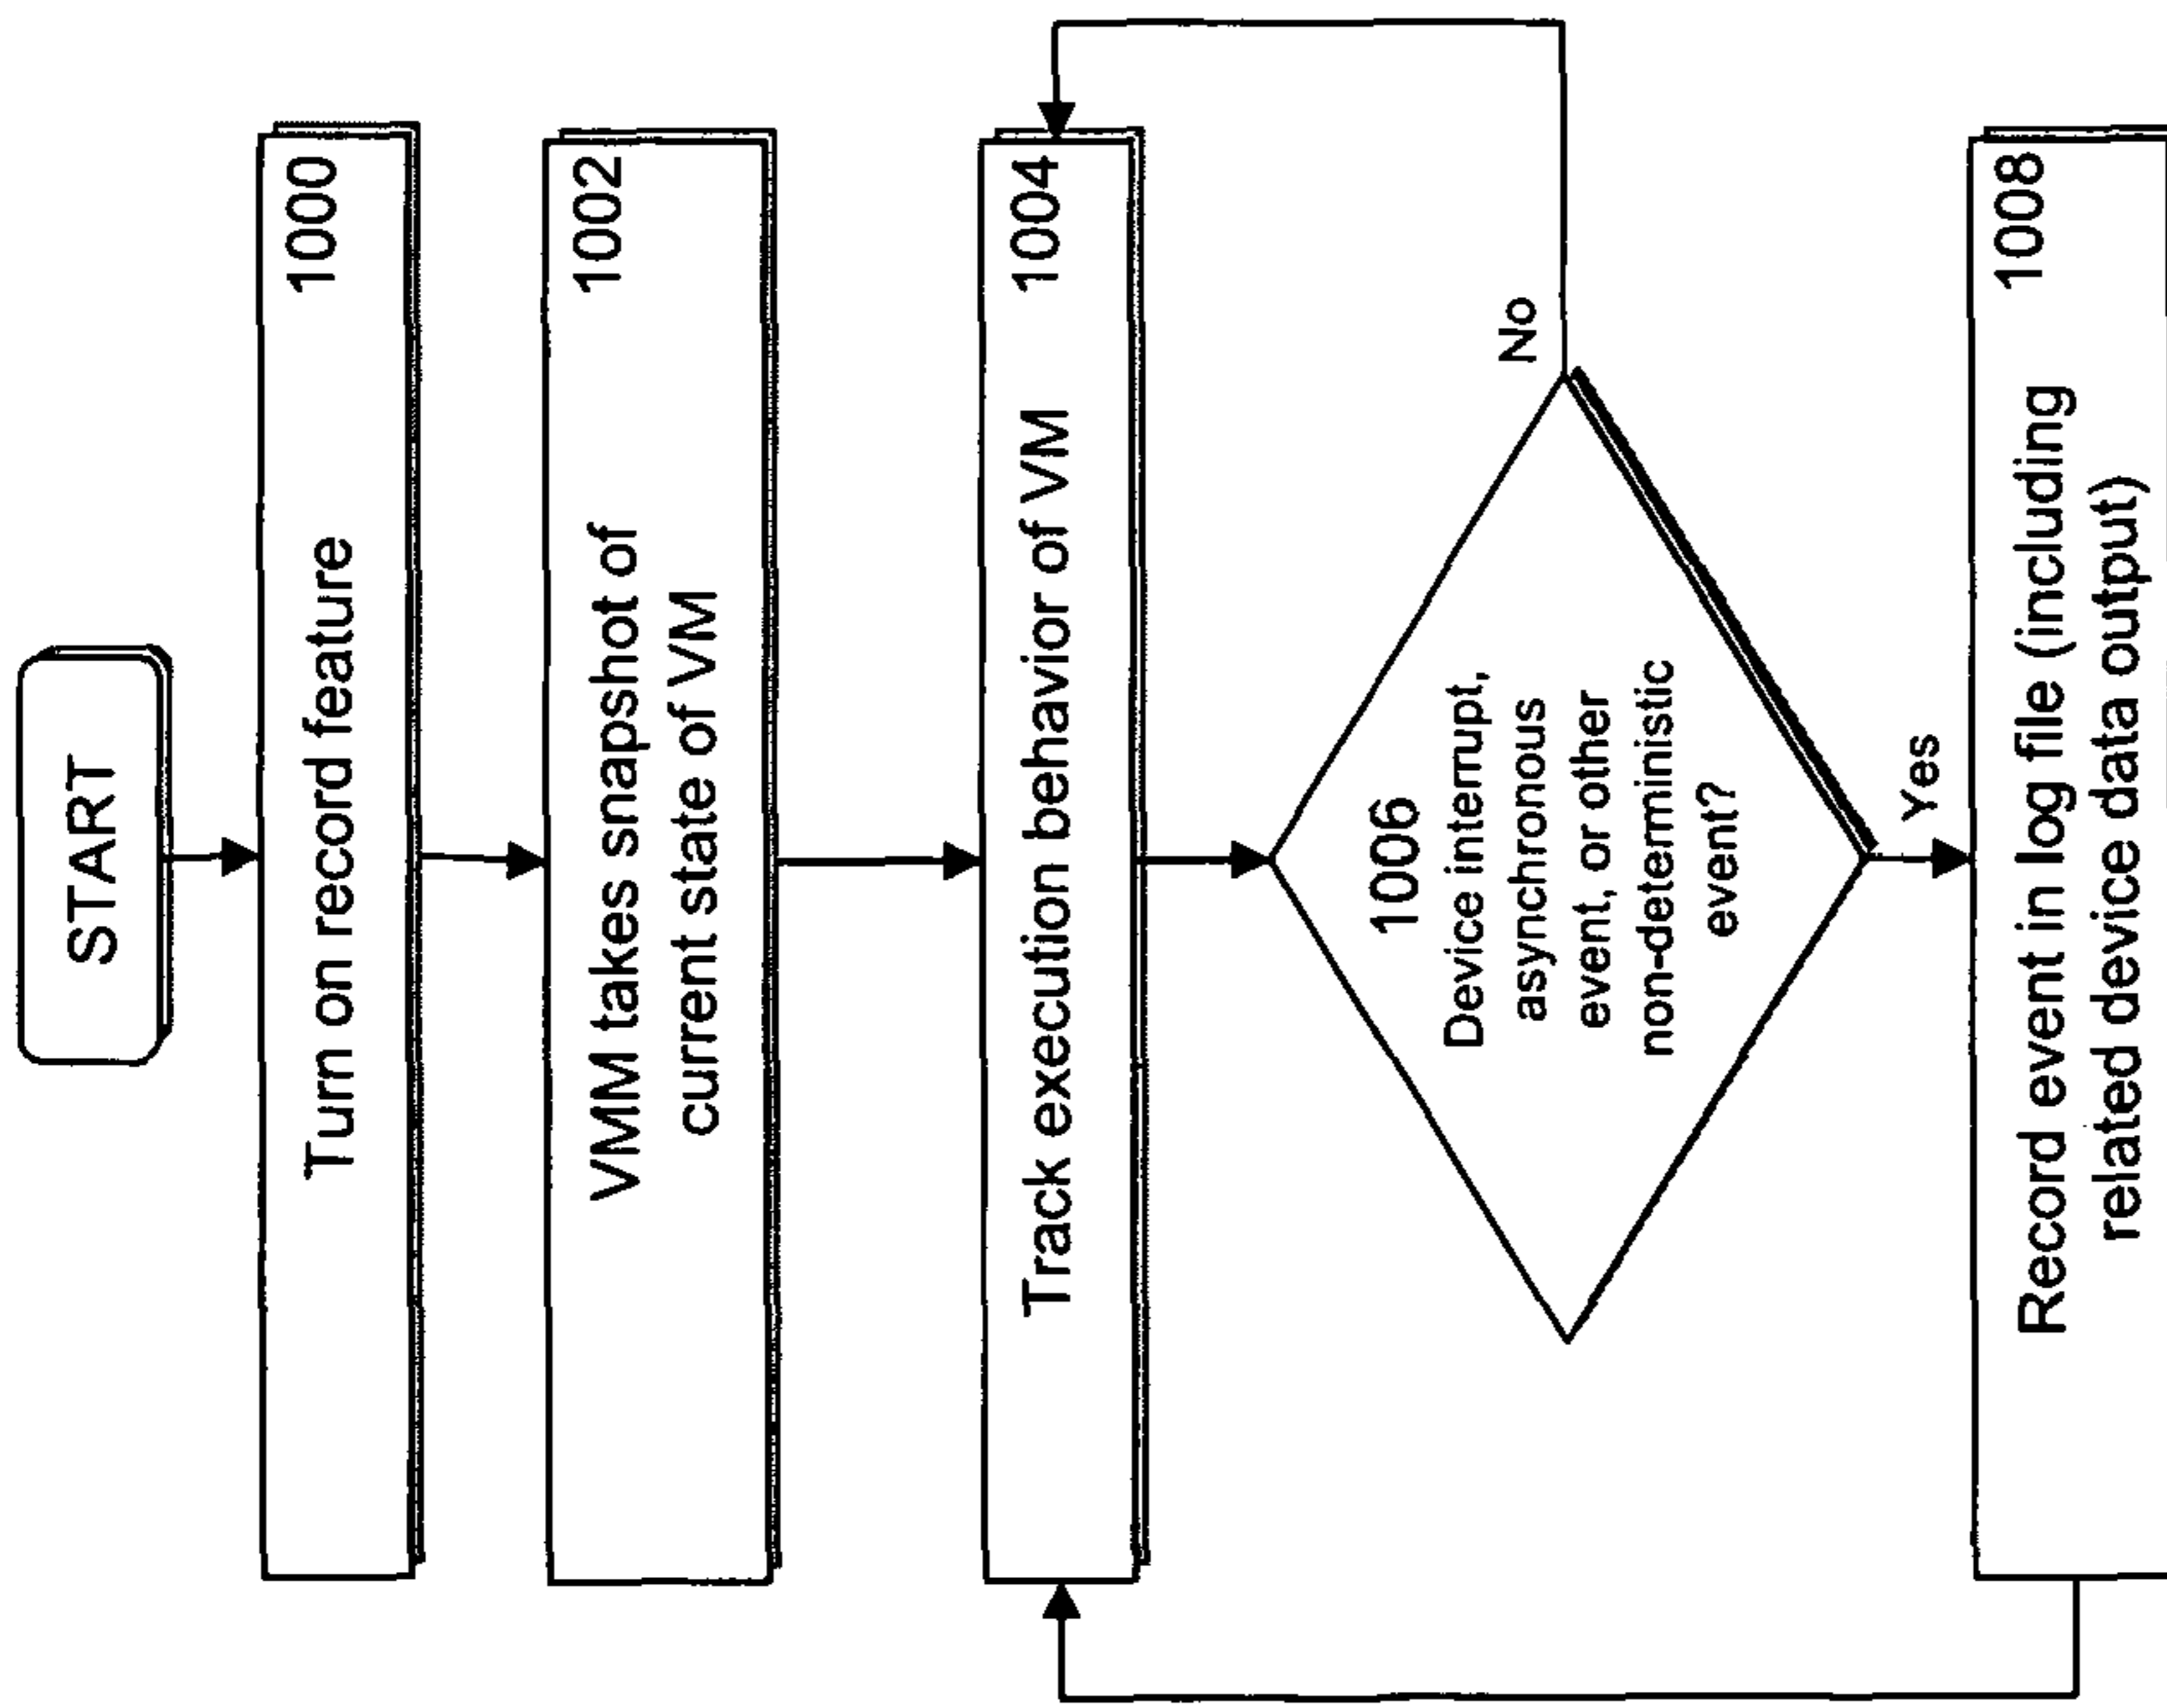 START
Turn on record feature
1000
VMM takes snapshot of
current state of VM
1002
Track execution behavior of VM
1004
1006
Device interrupt,
asynchronous
event, or other
non-deterministic
event?
No
Yes
Record event in log file (including
related device data output)
1008